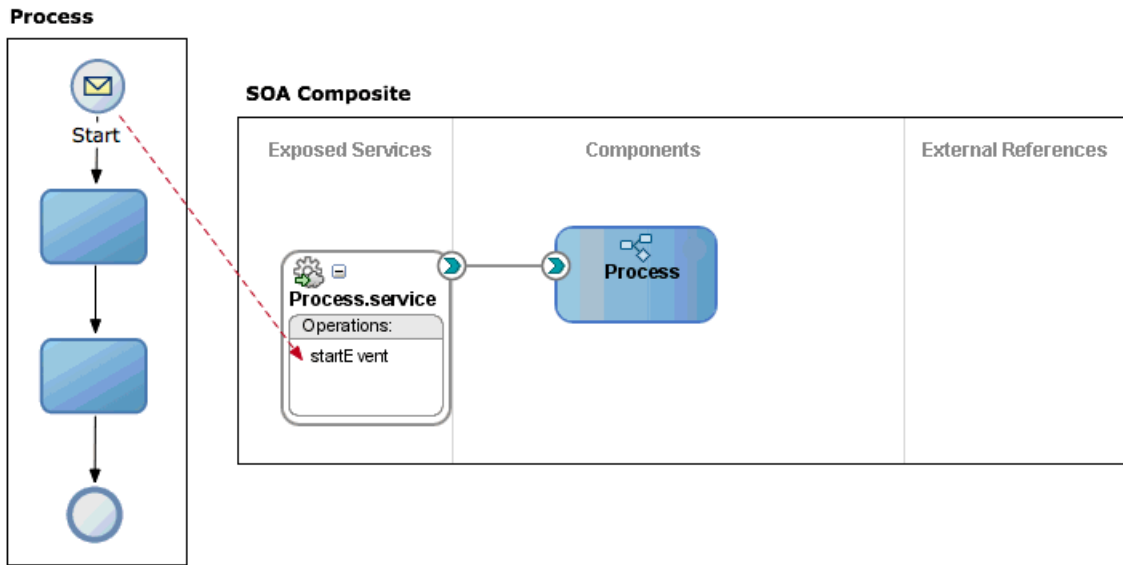 Process
Start
SOA Composite
Exposed Services
Components
External References
Process.service
Operations:
startE vent
Process